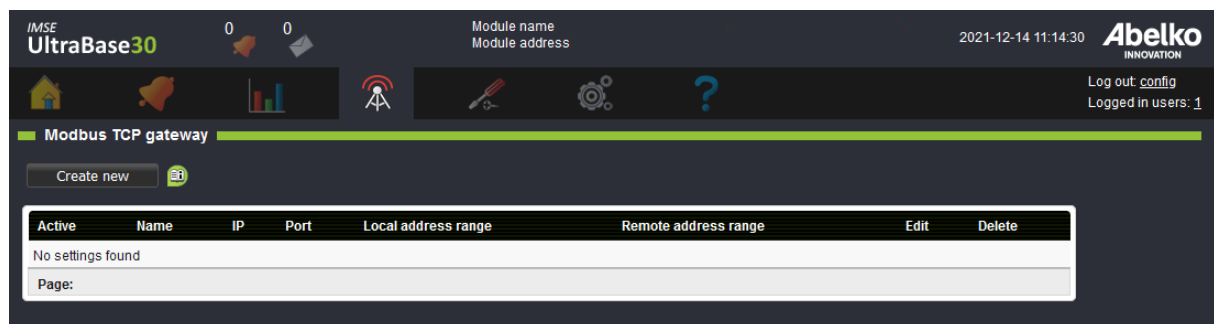 IMSE
UltraBase30
0
0
Module name
Module address
2021-12-14 11:14:30
Abelko
INNOVATION
Log out: config
Logged in users: 1
Modbus TCP gateway
Create new
Active Name IP Port Local address range Remote address range Edit Delete
No settings found
Page: